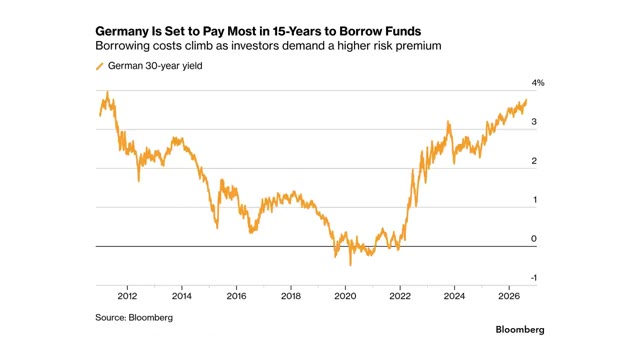 Germany Is Set to Pay Most in 15-Years to Borrow Funds
Borrowing costs climb as investors demand a higher risk premium
German 30-year yield
4%
3
2
1
0
-1
2012 2014 2016 2018 2020 2022 2024 2026
Source: Bloomberg
Bloomberg